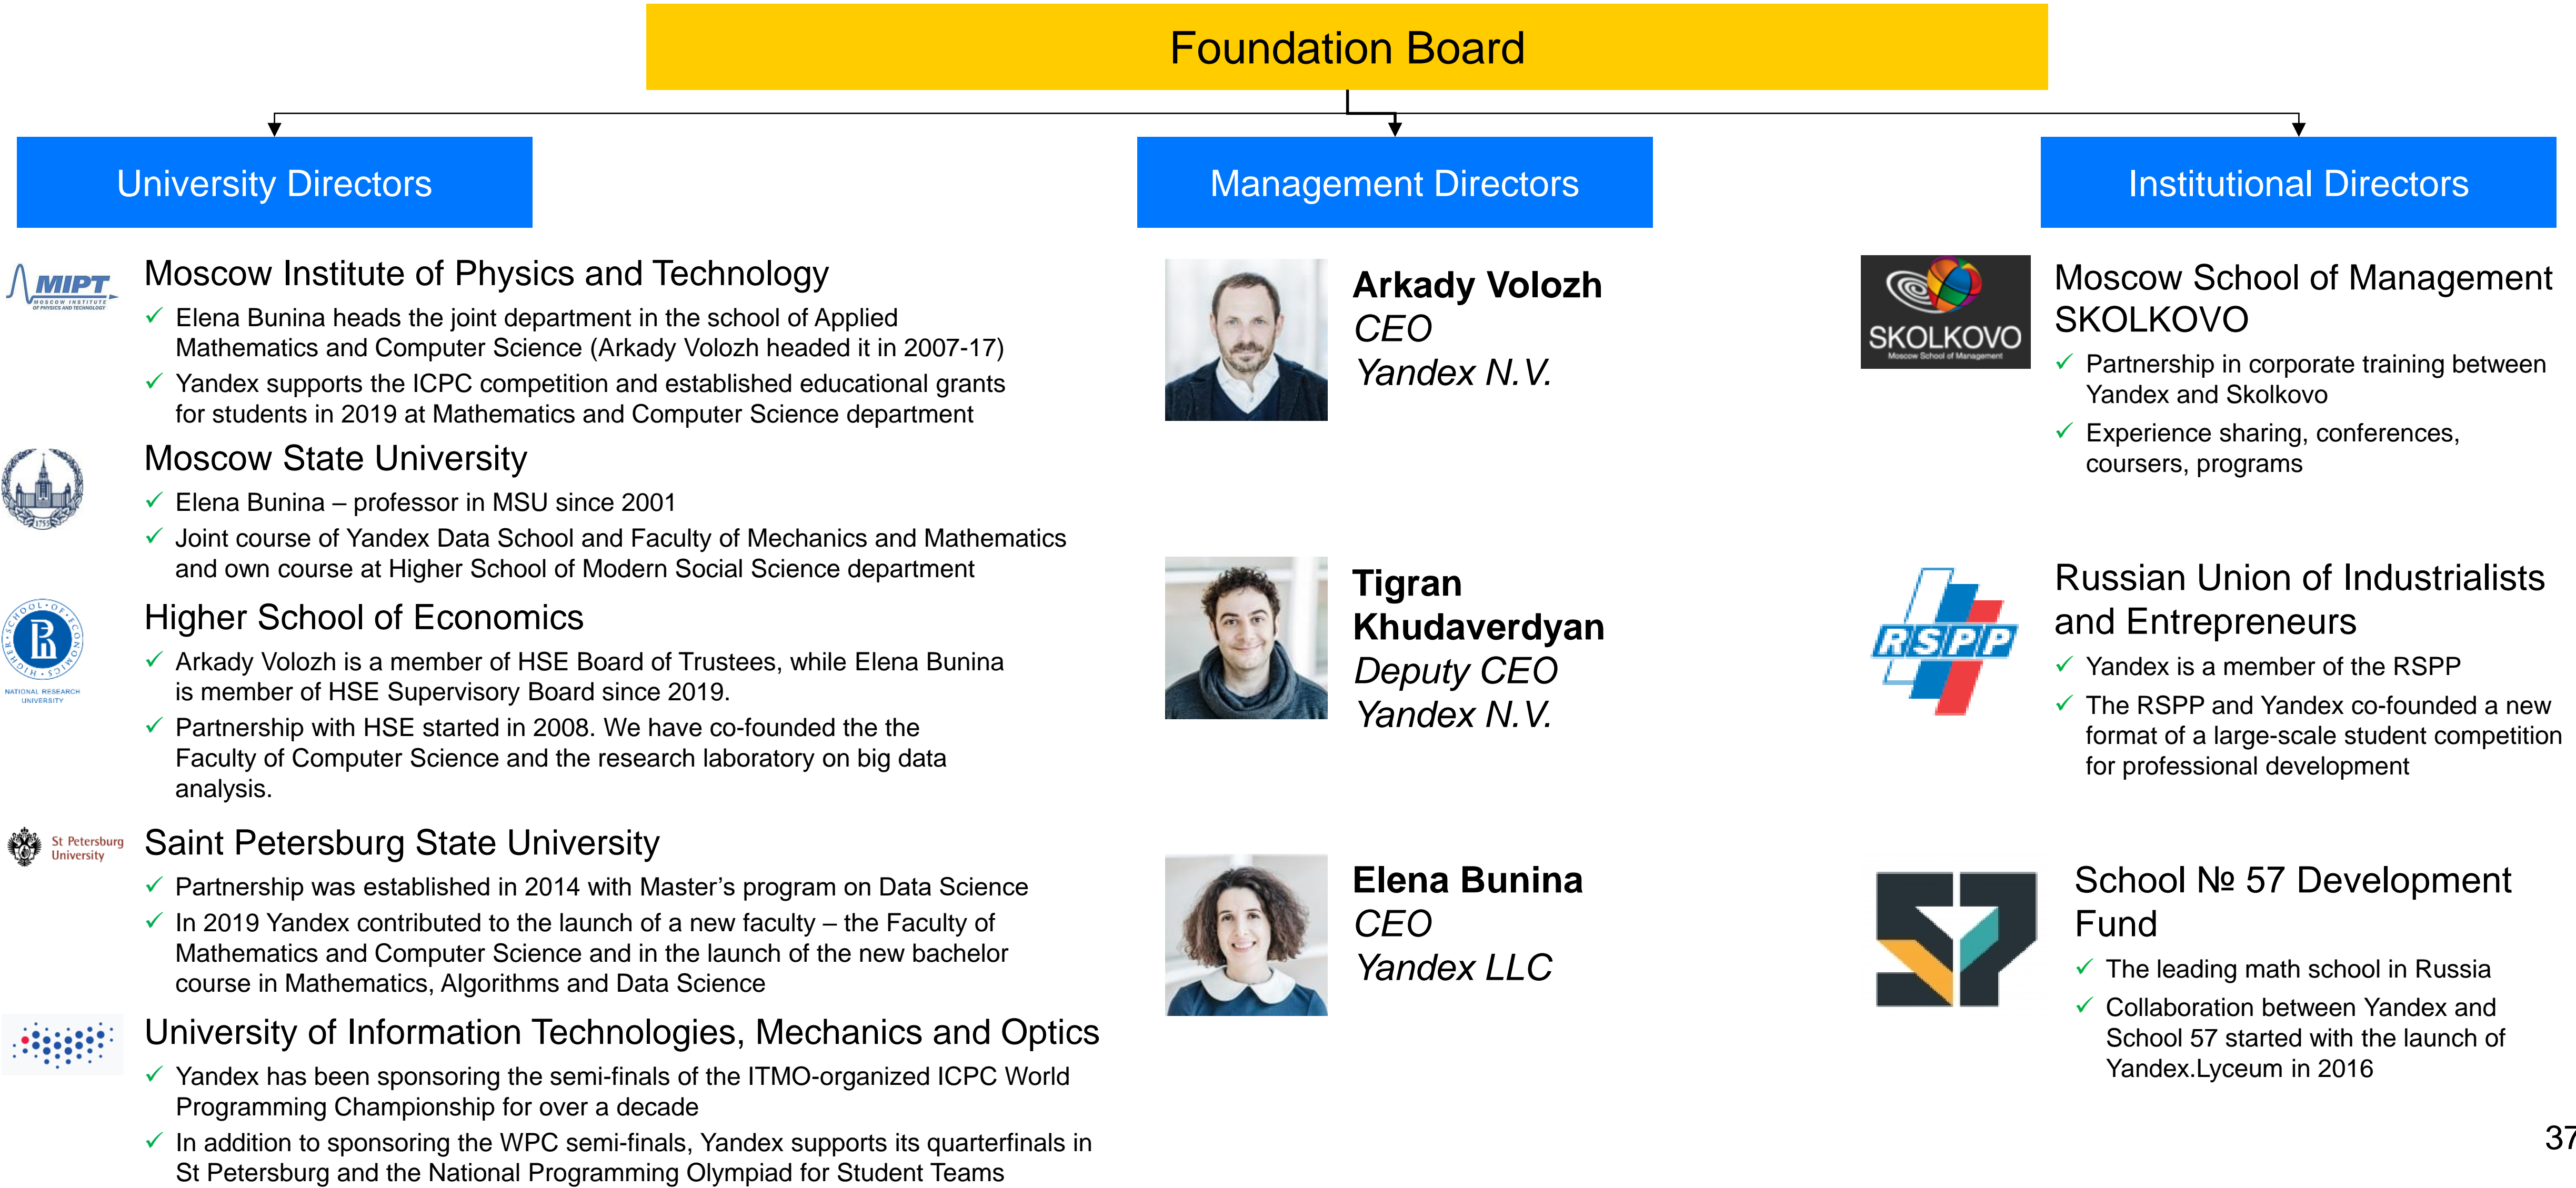 Foundation Board
University Directors
Management Directors
Institutional Directors
MIPT
MOSCOW INSTITUTE
OF PHYSICS AND TECHNOLOGY
Moscow Institute of Physics and Technology
✓ Elena Bunina heads the joint department in the school of Applied
Mathematics and Computer Science (Arkady Volozh headed it in 2007-17)
✓ Yandex supports the ICPC competition and established educational grants
for students in 2019 at Mathematics and Computer Science department
1755
Moscow State University
✓ Elena Bunina – professor in MSU since 2001
✓ Joint course of Yandex Data School and Faculty of Mechanics and Mathematics
and own course at Higher School of Modern Social Science department
HIGHER · SCHOOL · OF · ECONOMICS
NATIONAL RESEARCH
UNIVERSITY
Higher School of Economics
✓ Arkady Volozh is a member of HSE Board of Trustees, while Elena Bunina
is member of HSE Supervisory Board since 2019.
✓ Partnership with HSE started in 2008. We have co-founded the the
Faculty of Computer Science and the research laboratory on big data
analysis.
St Petersburg
University
Saint Petersburg State University
✓ Partnership was established in 2014 with Master’s program on Data Science
✓ In 2019 Yandex contributed to the launch of a new faculty – the Faculty of
Mathematics and Computer Science and in the launch of the new bachelor
course in Mathematics, Algorithms and Data Science
University of Information Technologies, Mechanics and Optics
✓ Yandex has been sponsoring the semi-finals of the ITMO-organized ICPC World
Programming Championship for over a decade
✓ In addition to sponsoring the WPC semi-finals, Yandex supports its quarterfinals in
St Petersburg and the National Programming Olympiad for Student Teams
Arkady Volozh
CEO
Yandex N.V.
Tigran
Khudaverdyan
Deputy CEO
Yandex N.V.
Elena Bunina
CEO
Yandex LLC
SKOLKOVO
Moscow School of Management
Moscow School of Management
SKOLKOVO
✓ Partnership in corporate training between
Yandex and Skolkovo
✓ Experience sharing, conferences,
coursers, programs
RSPP
Russian Union of Industrialists
and Entrepreneurs
✓ Yandex is a member of the RSPP
✓ The RSPP and Yandex co-founded a new
format of a large-scale student competition
for professional development
57
School № 57 Development
Fund
✓ The leading math school in Russia
✓ Collaboration between Yandex and
School 57 started with the launch of
Yandex.Lyceum in 2016
37